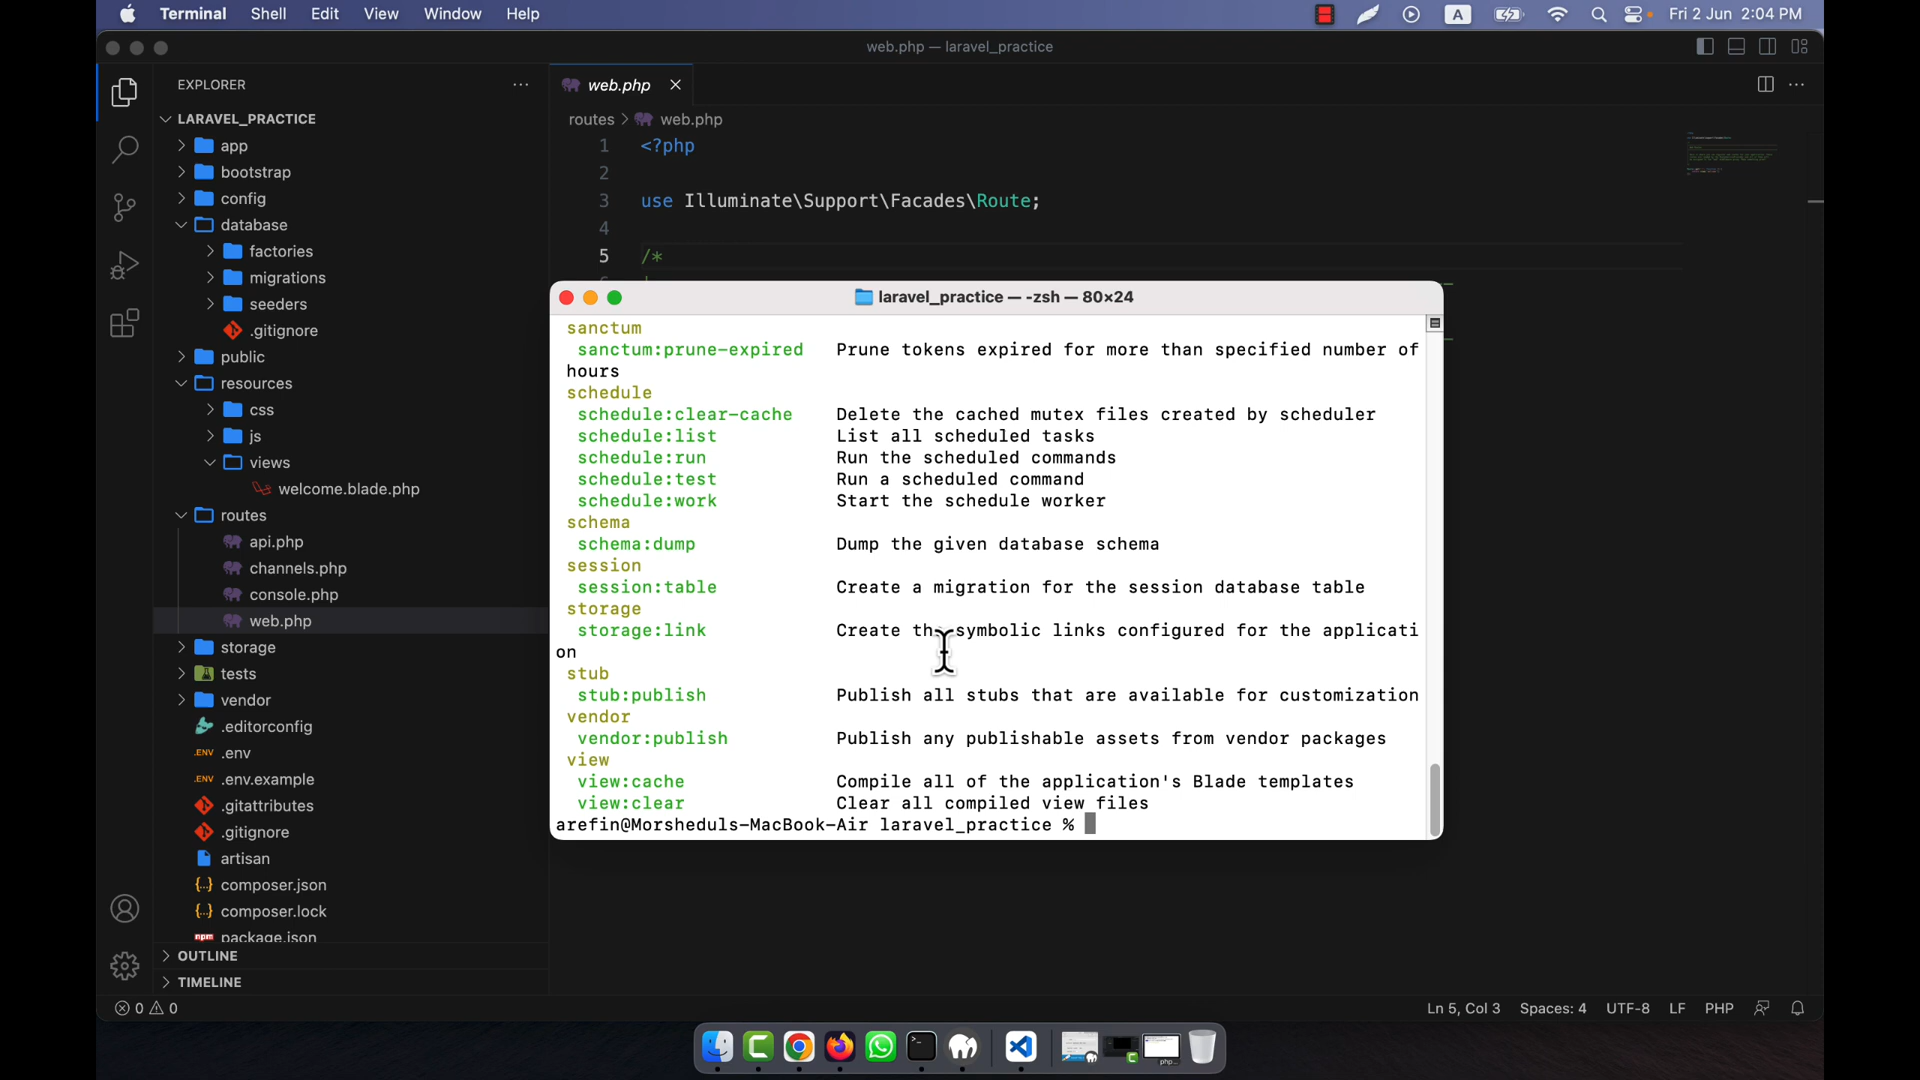 Terminal Shell Edit View Window Help
A
Fri 2 Jun 2:04 PM
web.php — laravel_practice
EXPLORER
web.php
LARAVEL_PRACTICE
routes > web.php
app
bootstrap
config
database
factories
migrations
seeders
.gitignore
public
resources
css
js
views
welcome.blade.php
routes
api.php
channels.php
console.php
web.php
storage
tests
vendor
.editorconfig
.ENV .env
.ENV .env.example
.gitattributes
.gitignore
artisan
{..} composer.json
{..} composer.lock
npm package.json
OUTLINE
TIMELINE
1 <?php
2
3 use Illuminate\Support\Facades\Route;
4
5 /*
laravel_practice — -zsh — 80×24
sanctum
sanctum:prune-expired Prune tokens expired for more than specified number of
hours
schedule
schedule:clear-cache Delete the cached mutex files created by scheduler
schedule:list List all scheduled tasks
schedule:run Run the scheduled commands
schedule:test Run a scheduled command
schedule:work Start the schedule worker
schema
schema:dump Dump the given database schema
session
session:table Create a migration for the session database table
storage
storage:link Create the symbolic links configured for the applicati
on
stub
stub:publish Publish all stubs that are available for customization
vendor
vendor:publish Publish any publishable assets from vendor packages
view
view:cache Compile all of the application's Blade templates
view:clear Clear all compiled view files
arefin@Morsheduls-MacBook-Air laravel_practice %
0 0
Ln 5, Col 3 Spaces: 4 UTF-8 LF PHP